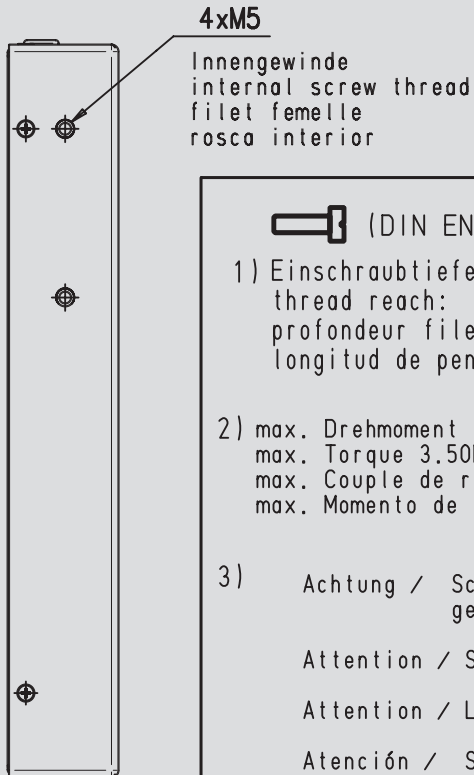 4xM5
Innengewinde
internal screw thread
filet femelle
rosca interior
(DIN EN
1) Einschraubtiefe
thread reach:
profondeur file
longitud de pen
2) max. Drehmoment
max. Torque 3.50
max. Couple de r
max. Momento de
3) Achtung / Sc
ge
Attention / S
Attention / L
Atención / S